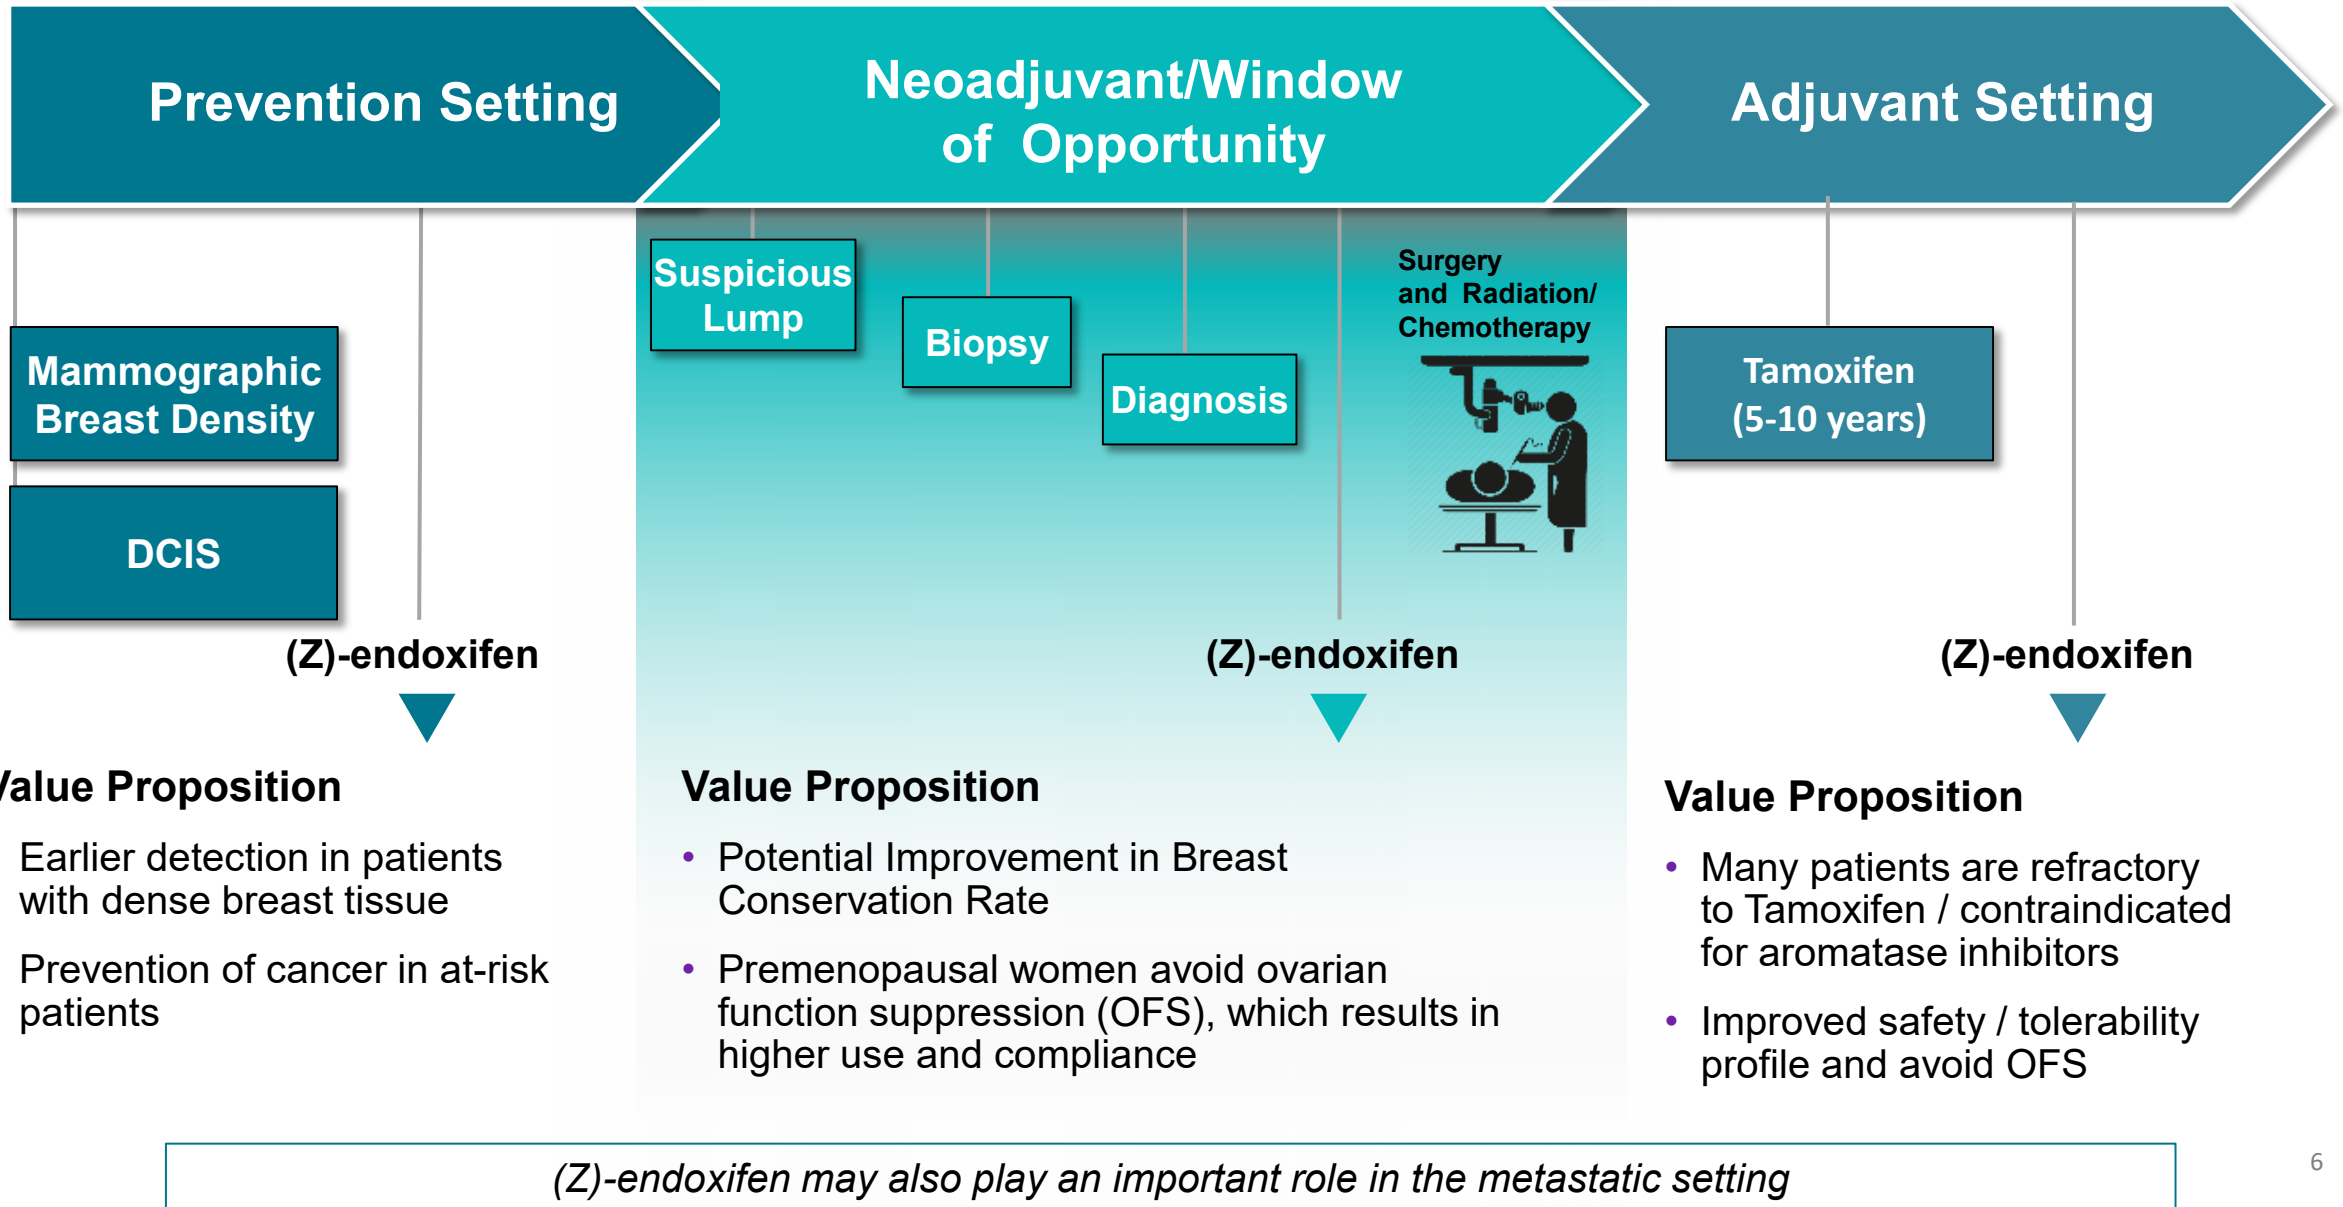 Prevention Setting
Neoadjuvant/Window
of Opportunity
Adjuvant Setting
Mammographic
Breast Density
DCIS
(Z)-endoxifen
Value Proposition
Earlier detection in patients
with dense breast tissue
Prevention of cancer in at-risk
patients
Suspicious
Lump
Biopsy
Diagnosis
Surgery
and Radiation/
Chemotherapy
(Z)-endoxifen
Value Proposition
• Potential Improvement in Breast
Conservation Rate
• Premenopausal women avoid ovarian
function suppression (OFS), which results in
higher use and compliance
Tamoxifen
(5-10 years)
(Z)-endoxifen
Value Proposition
• Many patients are refractory
to Tamoxifen / contraindicated
for aromatase inhibitors
• Improved safety / tolerability
profile and avoid OFS
(Z)-endoxifen may also play an important role in the metastatic setting
6